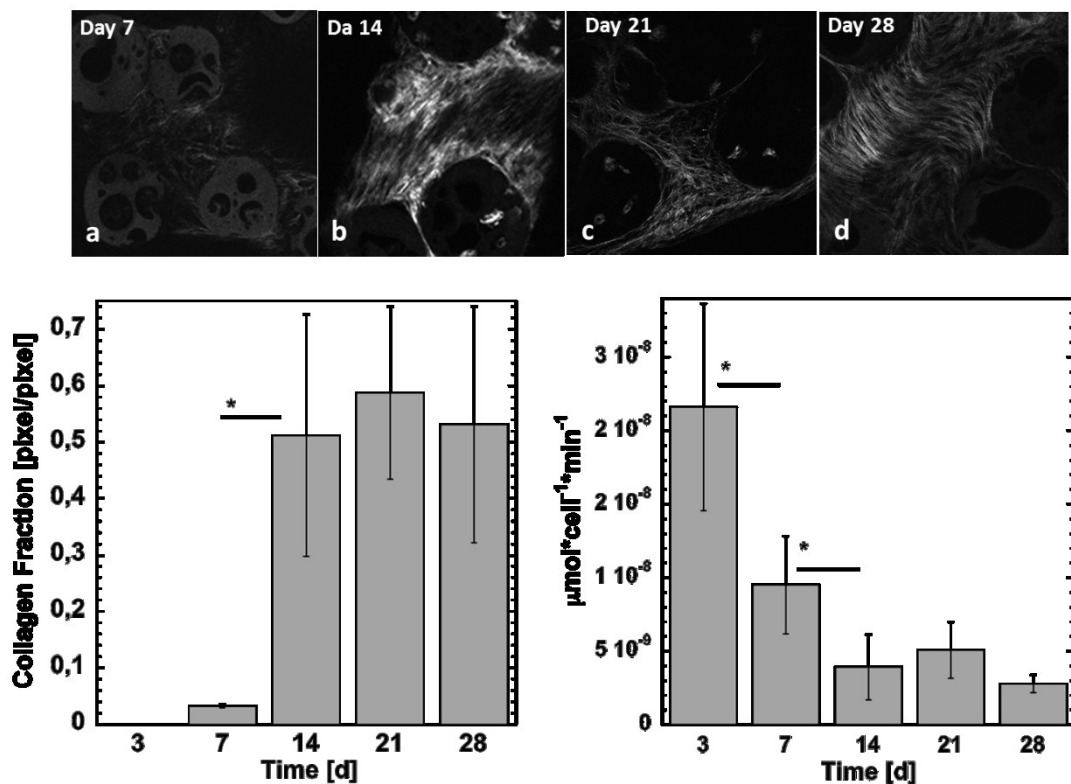 Day 7
Da 14
Day 21
Day 28
a
b
c
d
Collagen Fraction [pixel/pixel]
0,7
0,6
0,5
0,4
0,3
0,2
0,1
0
*
3 7 14 21 28
Time [d]
µmol*cell⁻¹*min⁻¹
3 10⁻⁸
2 10⁻⁸
2 10⁻⁸
1 10⁻⁸
5 10⁻⁹
0
*
*
3 7 14 21 28
Time [d]